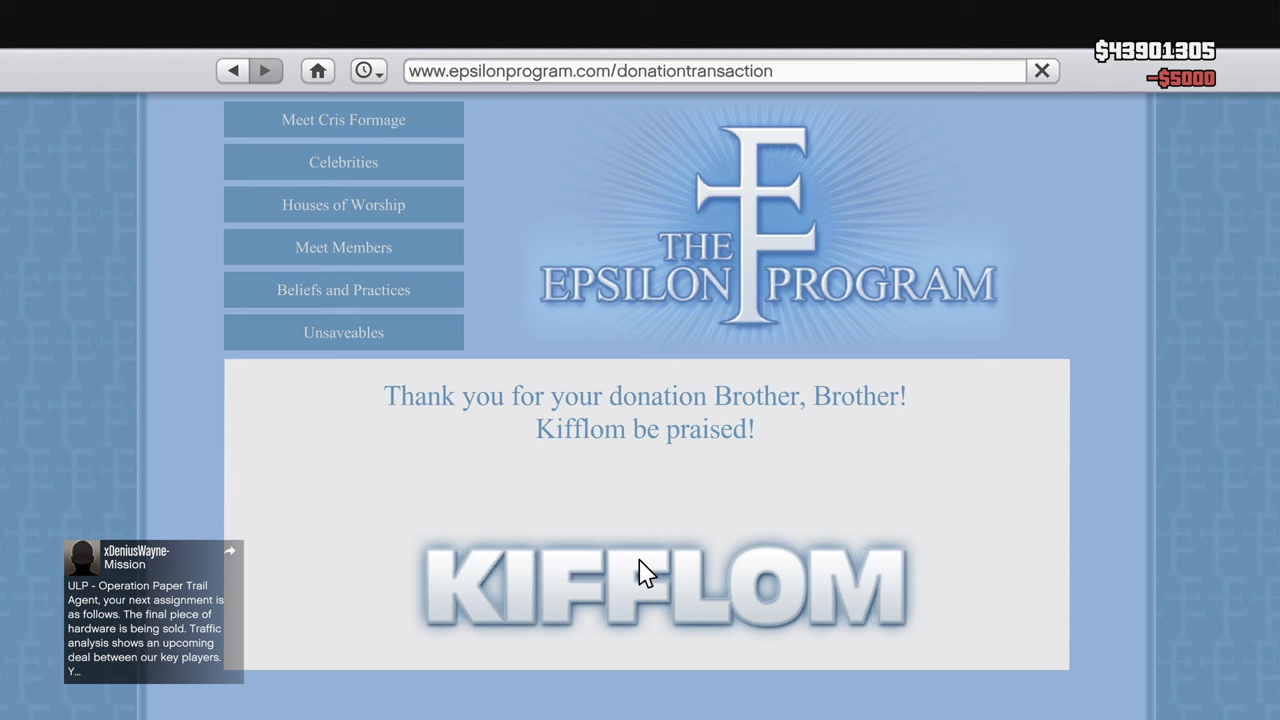 $43901305
www.epsilonprogram.com/donationtransaction
-$5000
Meet Cris Formage
Celebrities
Houses of Worship
Meet Members
Beliefs and Practices
Unsaveables
THE
EPSILON PROGRAM
Thank you for your donation Brother, Brother!
Kifflom be praised!
KIFFLOM
xDeniusWayne-
Mission
ULP - Operation Paper Trail
Agent, your next assignment is
as follows. The final piece of
hardware is being sold. Traffic
analysis shows an upcoming
deal between our key players.
Y...